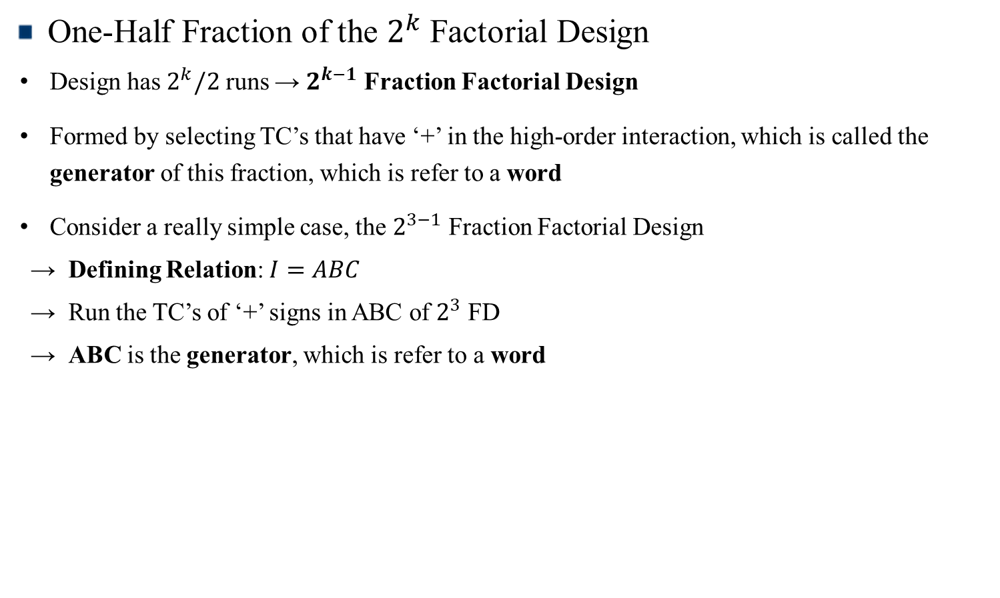 ■ One-Half Fraction of the 2^k Factorial Design
• Design has 2^k/2 runs → 2^{k−1} Fraction Factorial Design
• Formed by selecting TC’s that have ‘+’ in the high-order interaction, which is called the
generator of this fraction, which is refer to a word
• Consider a really simple case, the 2^{3−1} Fraction Factorial Design
→ Defining Relation: I = ABC
→ Run the TC’s of ‘+’ signs in ABC of 2^3 FD
→ ABC is the generator, which is refer to a word